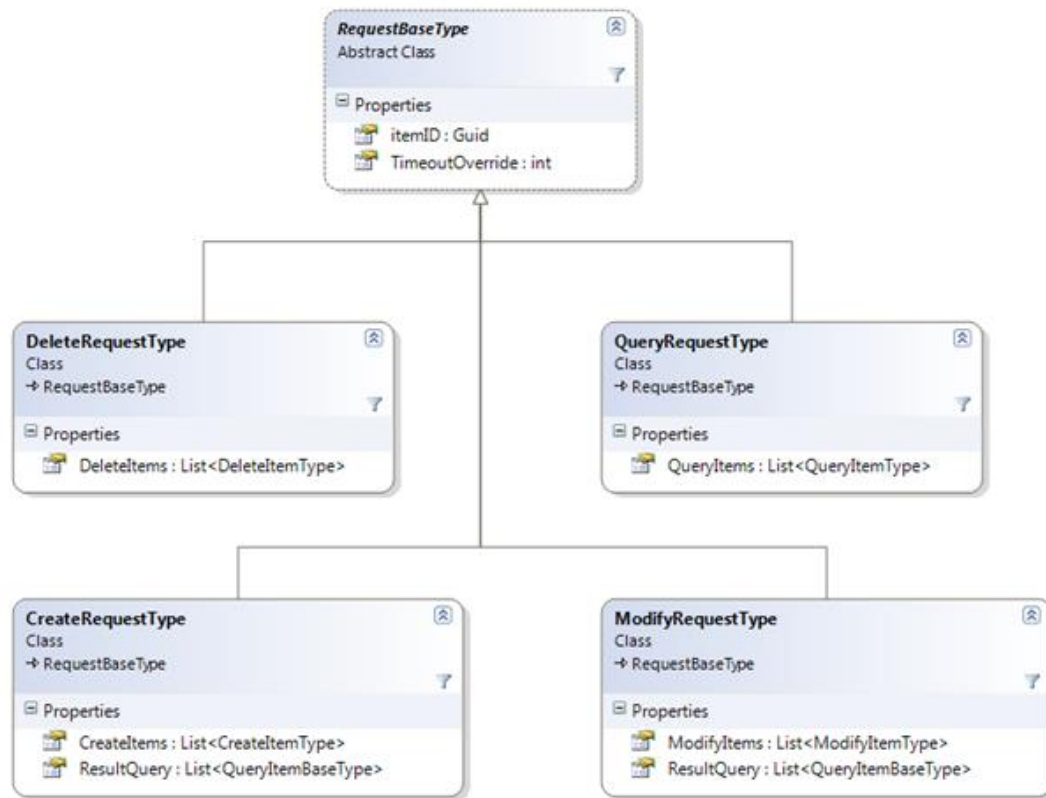 RequestBaseType
Abstract Class
Properties
itemID : Guid
TimeoutOverride : int
DeleteRequestType
Class
RequestBaseType
Properties
DeleteItems : List<DeleteItemType>
QueryRequestType
Class
RequestBaseType
Properties
QueryItems : List<QueryItemType>
CreateRequestType
Class
RequestBaseType
Properties
CreateItems : List<CreateItemType>
ResultQuery : List<QueryItemBaseType>
ModifyRequestType
Class
RequestBaseType
Properties
ModifyItems : List<ModifyItemType>
ResultQuery : List<QueryItemBaseType>